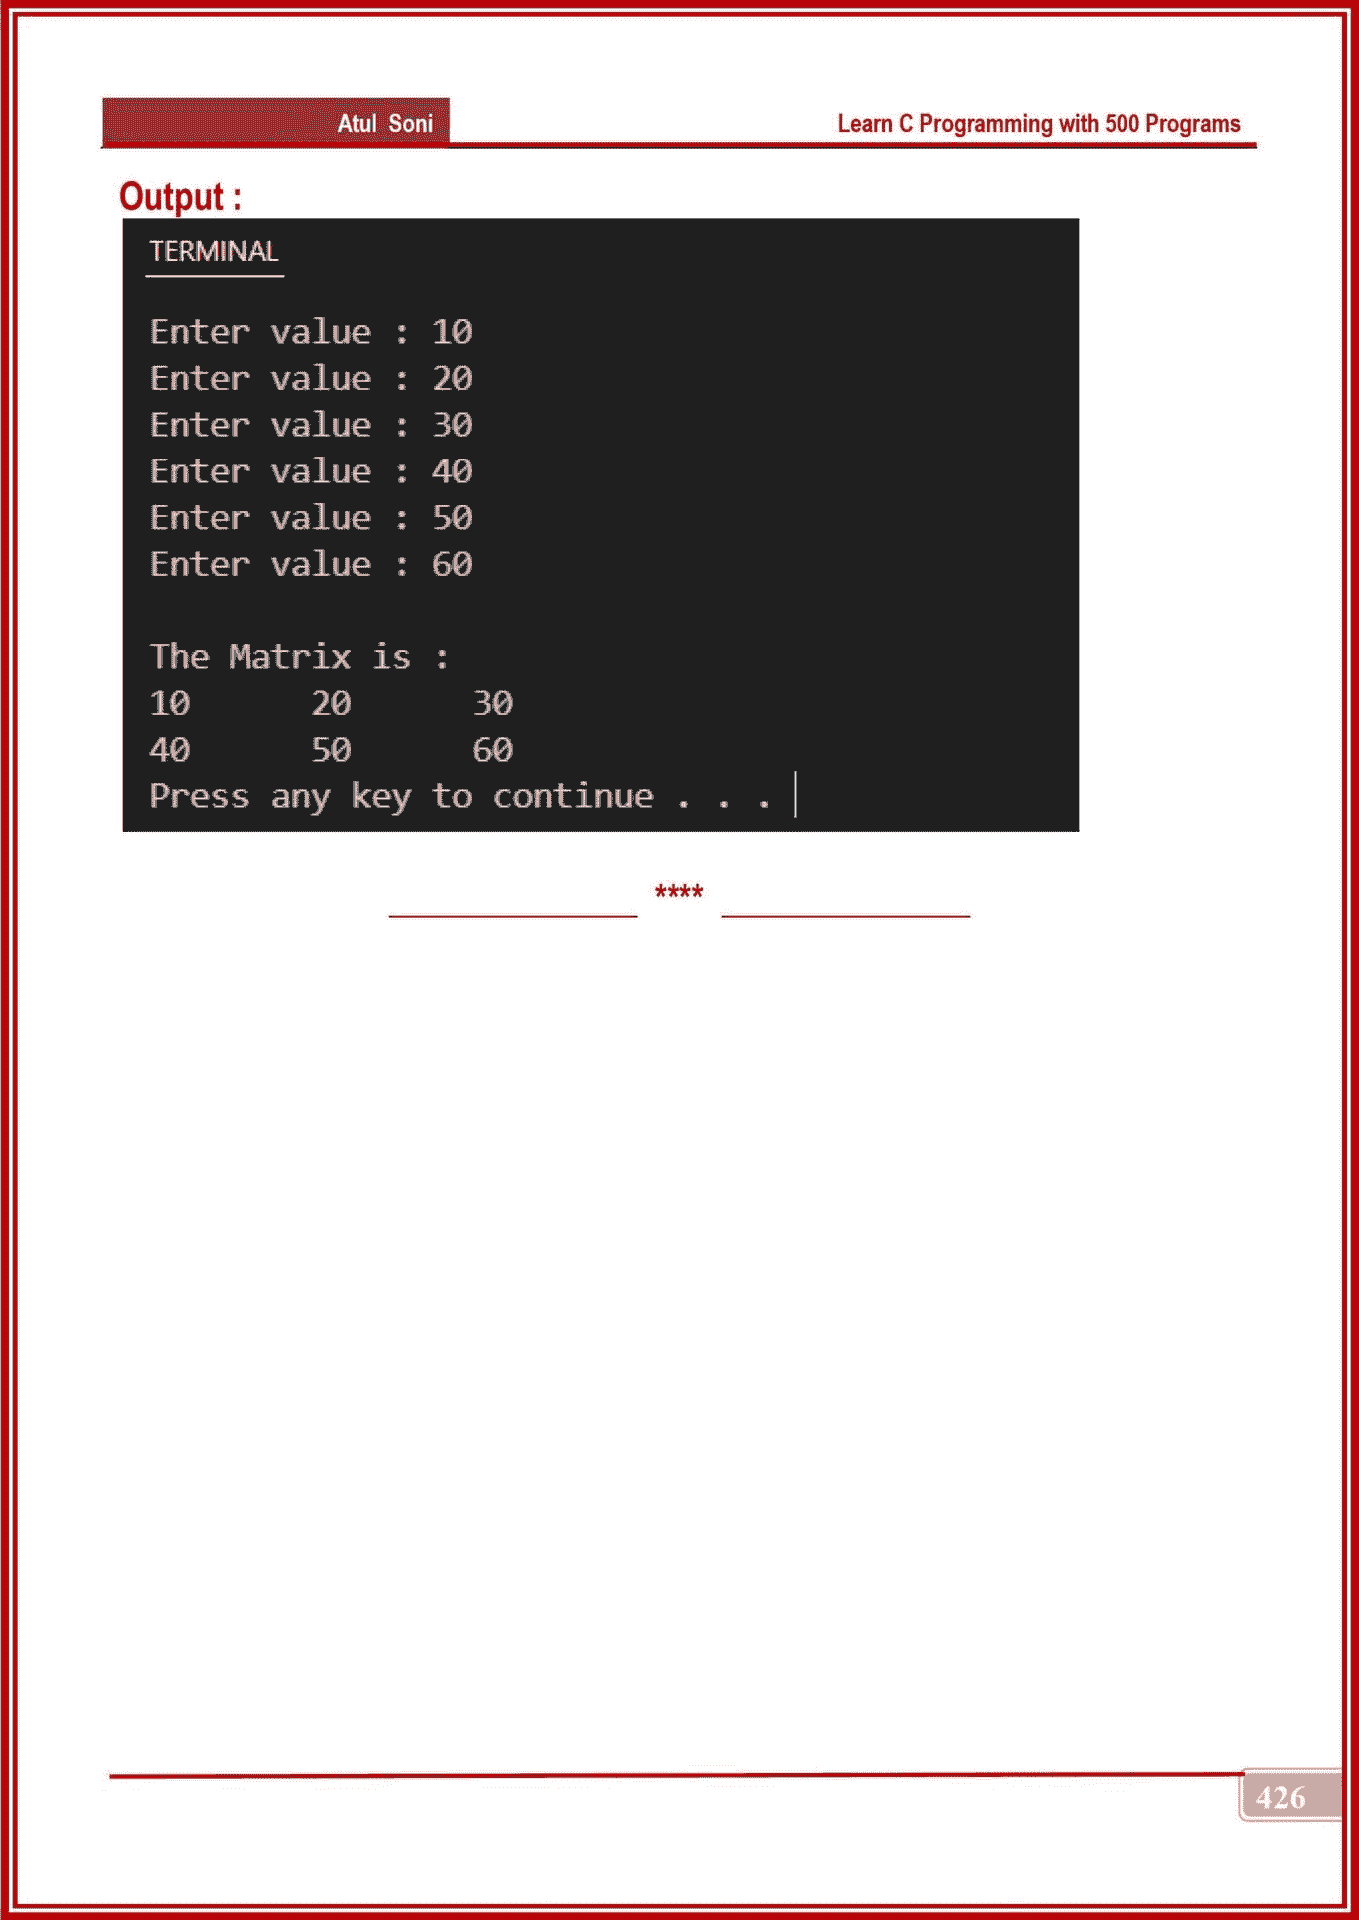 Atul Soni
Learn C Programming with 500 Programs
Output :
TERMINAL
Enter value : 10
Enter value : 20
Enter value : 30
Enter value : 40
Enter value : 50
Enter value : 60
The Matrix is :
10 20 30
40 50 60
Press any key to continue . . .
****
426